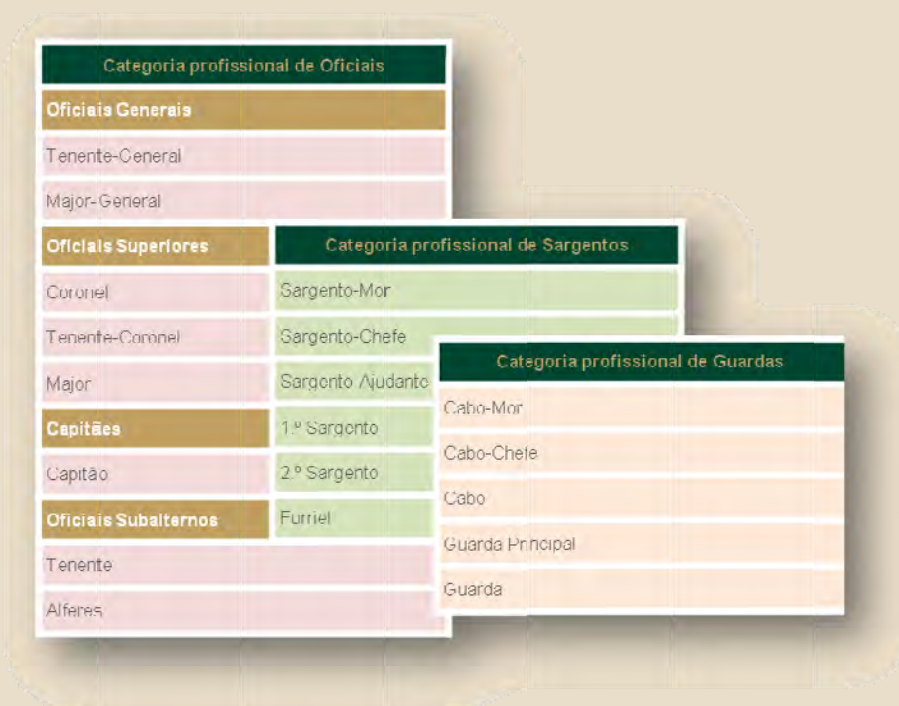 Categoria profissional de Oficiais
Oficiais Generais
Tenente-General
Major-General
Oficiais Superiores
Coronel
Tenente-Coronel
Major
Capitães
Capitão
Oficiais Subalternos
Tenente
Alferes
Categoria profissional de Sargentos
Sargento-Mor
Sargento-Chefe
Sargento Ajudante
1.º Sargento
2.º Sargento
Furriel
Categoria profissional de Guardas
Cabo-Mor
Cabo-Chefe
Cabo
Guarda Principal
Guarda